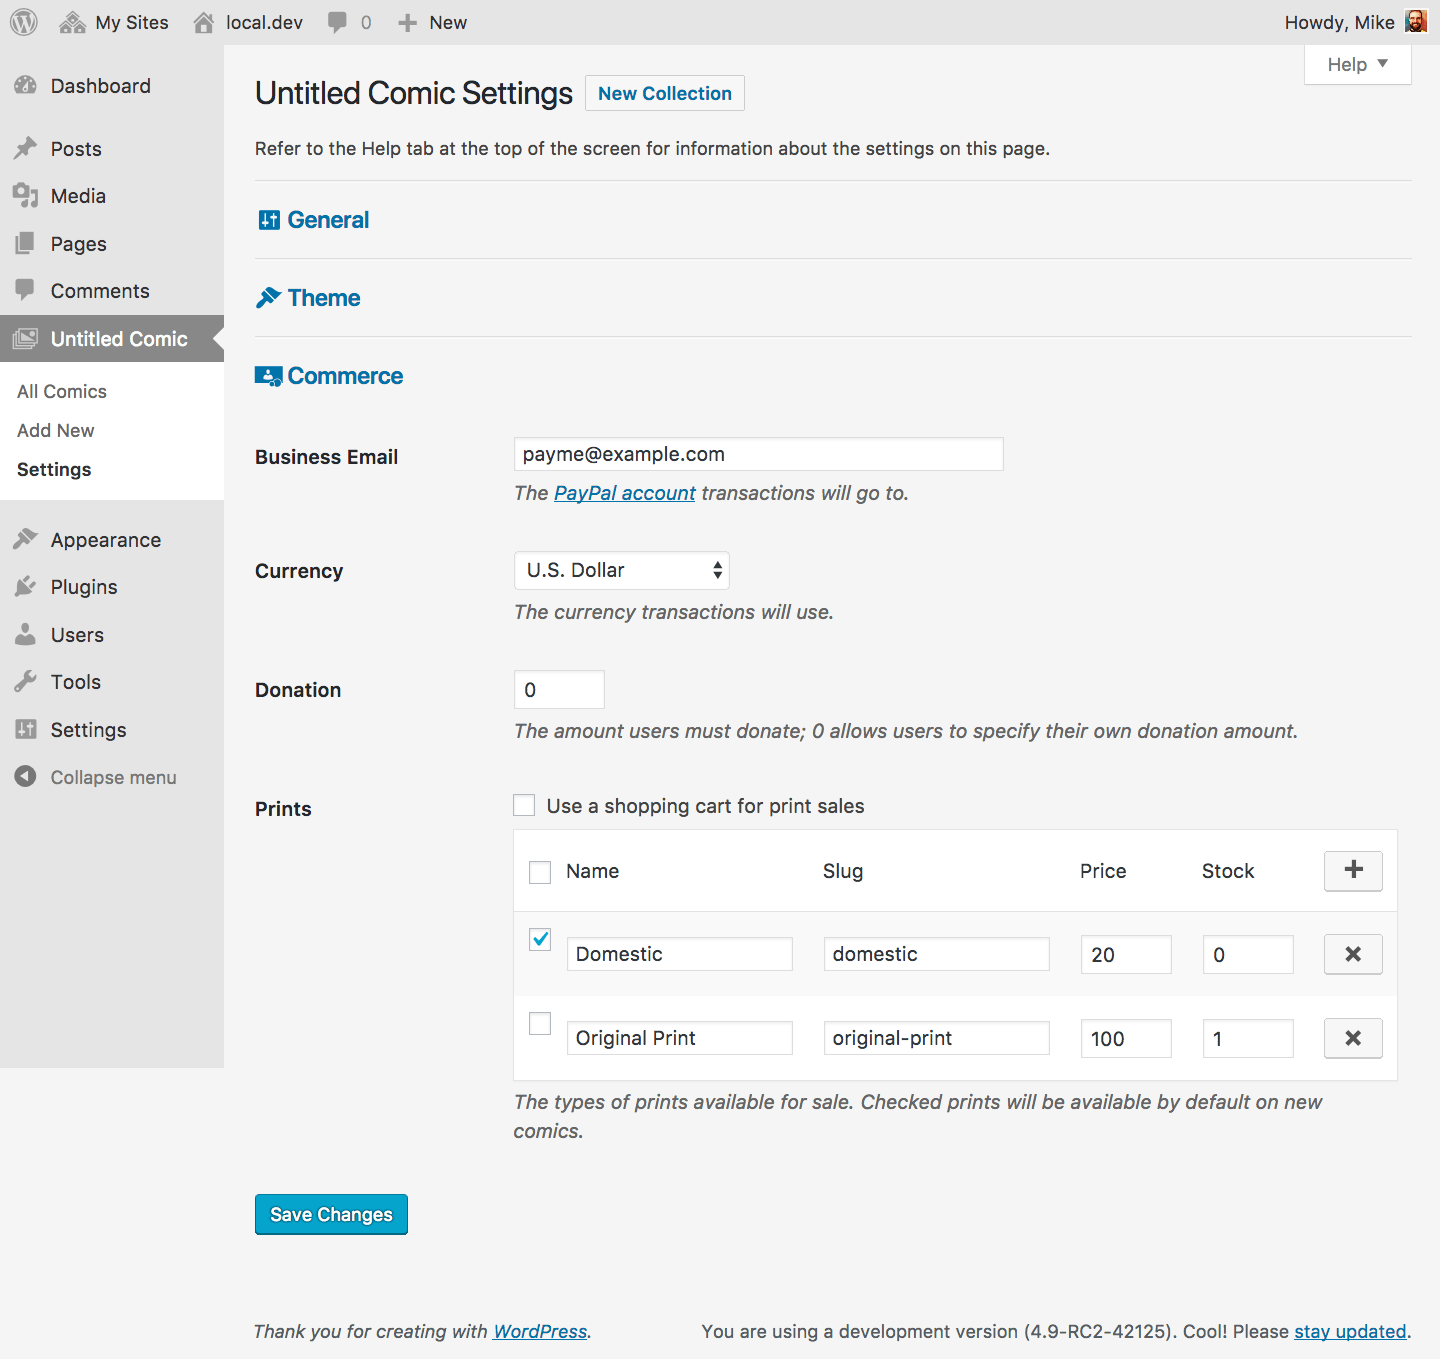 My Sites local.dev 0 New Howdy, Mike
Help
Dashboard
Posts
Media
Pages
Comments
Untitled Comic
All Comics
Add New
Settings
Appearance
Plugins
Users
Tools
Settings
Collapse menu
Untitled Comic Settings New Collection
Refer to the Help tab at the top of the screen for information about the settings on this page.
General
Theme
Commerce
Business Email payme@example.com
The PayPal account transactions will go to.
Currency U.S. Dollar
The currency transactions will use.
Donation 0
The amount users must donate; 0 allows users to specify their own donation amount.
Prints Use a shopping cart for print sales
Name Slug Price Stock
Domestic domestic 20 0
Original Print original-print 100 1
The types of prints available for sale. Checked prints will be available by default on new
comics.
Save Changes
Thank you for creating with WordPress. You are using a development version (4.9-RC2-42125). Cool! Please stay updated.